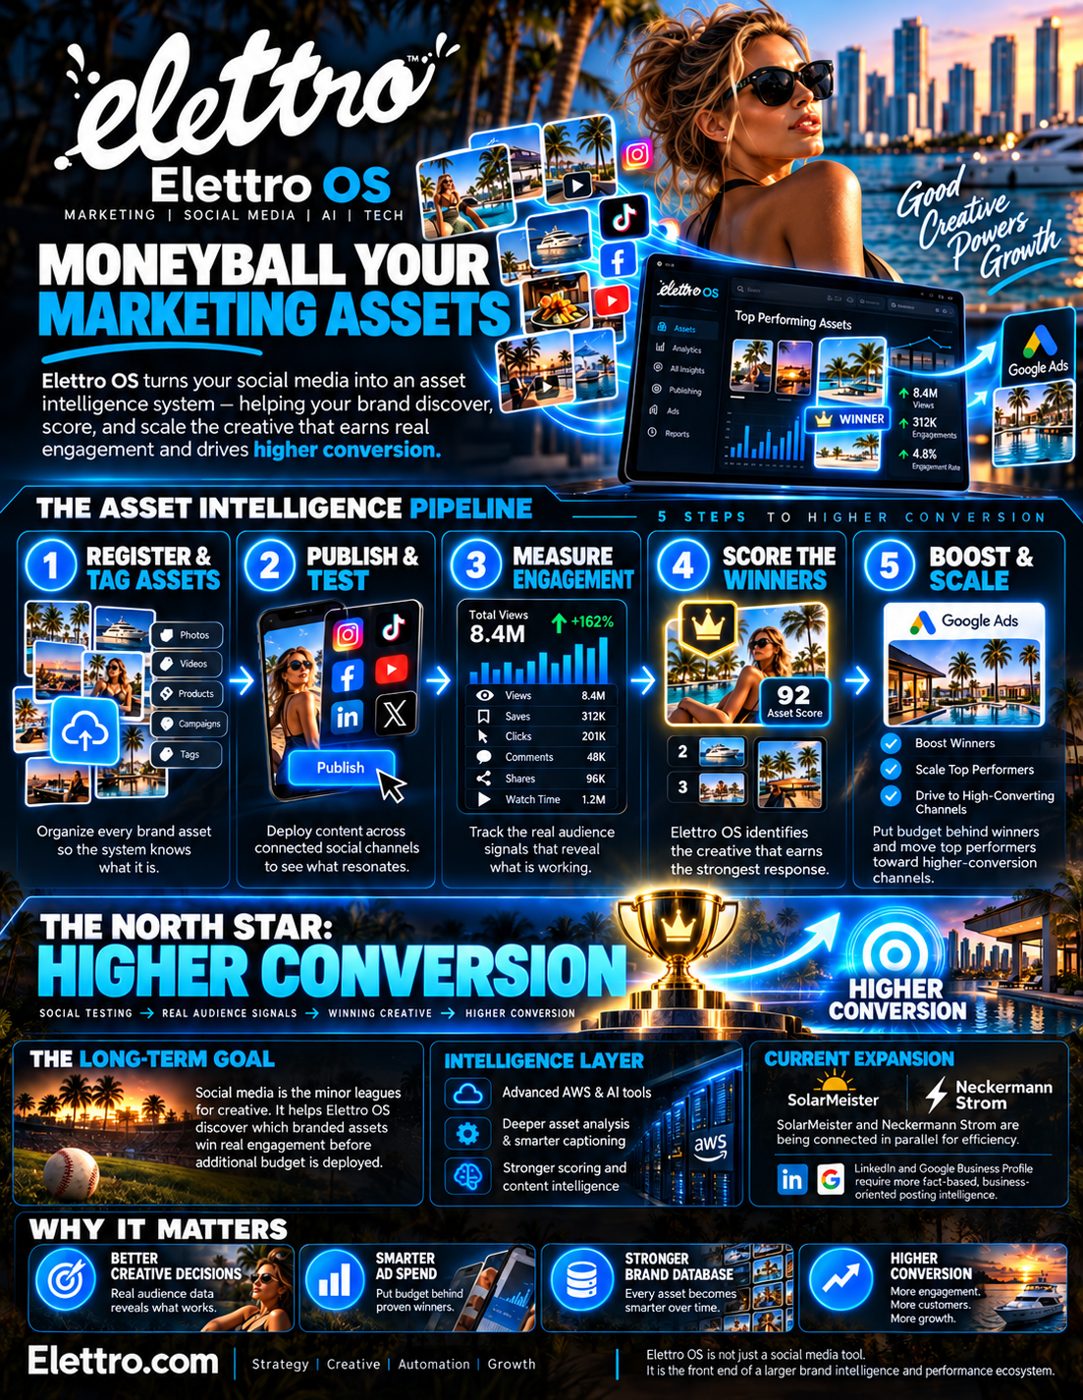 elettro™
Elettro OS
MARKETING | SOCIAL MEDIA | AI | TECH
MONEYBALL YOUR
MARKETING ASSETS
Elettro OS turns your social media into an asset
intelligence system — helping your brand discover,
score, and scale the creative that earns real
engagement and drives higher conversion.
Good
Creative
Powers
Growth
elettro OS
Search
Assets
Analytics
All Insights
Publishing
Ads
Reports
Top Performing Assets
WINNER
8.4M
Views
312K
Engagements
4.8%
Engagement Rate
Google Ads
THE ASSET INTELLIGENCE PIPELINE
5 STEPS TO HIGHER CONVERSION
1 REGISTER &
TAG ASSETS
Photos
Videos
Products
Campaigns
Tags
Organize every brand asset
so the system knows
what it is.
2 PUBLISH &
TEST
in
X
Publish
Deploy content across
connected social channels
to see what resonates.
3 MEASURE
ENGAGEMENT
Total Views
8.4M +162%
Views 8.4M
Saves 312K
Clicks 201K
Comments 48K
Shares 96K
Watch Time 1.2M
Track the real audience
signals that reveal
what is working.
4 SCORE THE
WINNERS
92
Asset Score
2
3
Elettro OS identifies
the creative that earns
the strongest response.
5 BOOST &
SCALE
Google Ads
Boost Winners
Scale Top Performers
Drive to High-Converting
Channels
Put budget behind winners
and move top performers
toward higher-conversion
channels.
THE NORTH STAR:
HIGHER CONVERSION
SOCIAL TESTING → REAL AUDIENCE SIGNALS → WINNING CREATIVE → HIGHER CONVERSION
HIGHER
CONVERSION
THE LONG-TERM GOAL
Social media is the minor leagues
for creative. It helps Elettro OS
discover which branded assets
win real engagement before
additional budget is deployed.
INTELLIGENCE LAYER
Advanced AWS & AI tools
Deeper asset analysis
& smarter captioning
Stronger scoring and
content intelligence
aws
CURRENT EXPANSION
SolarMeister
Neckermann
Strom
SolarMeister and Neckermann Strom are
being connected in parallel for efficiency.
in G
LinkedIn and Google Business Profile
require more fact-based, business-
oriented posting intelligence.
WHY IT MATTERS
BETTER
CREATIVE DECISIONS
Real audience data
reveals what works.
SMARTER
AD SPEND
Put budget behind
proven winners.
STRONGER
BRAND DATABASE
Every asset becomes
smarter over time.
HIGHER
CONVERSION
More engagement.
More customers.
More growth.
Elettro.com
Strategy | Creative | Automation | Growth
Elettro OS is not just a social media tool.
It is the front end of a larger brand intelligence and performance ecosystem.